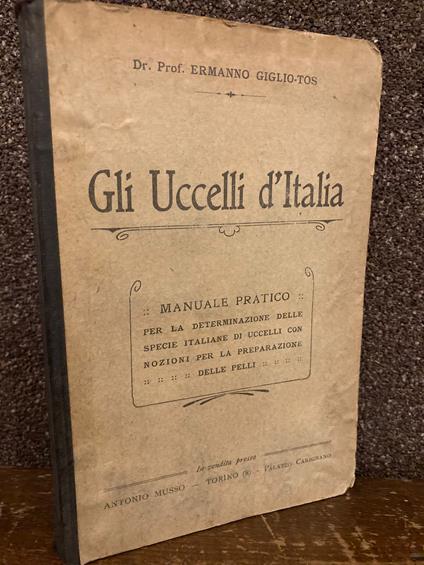 Dr. Prof. ERMANNO GIGLIO-TOS
Gli Uccelli d'Italia
:: MANUALE PRATICO ::
PER LA DETERMINAZIONE DELLE
SPECIE ITALIANE DI UCCELLI CON
NOZIONI PER LA PREPARAZIONE
:: :: :: :: DELLE PELLI :: :: :: ::
In vendita presso
ANTONIO MUSSO — TORINO (8) - PALAZZO CARIGNANO